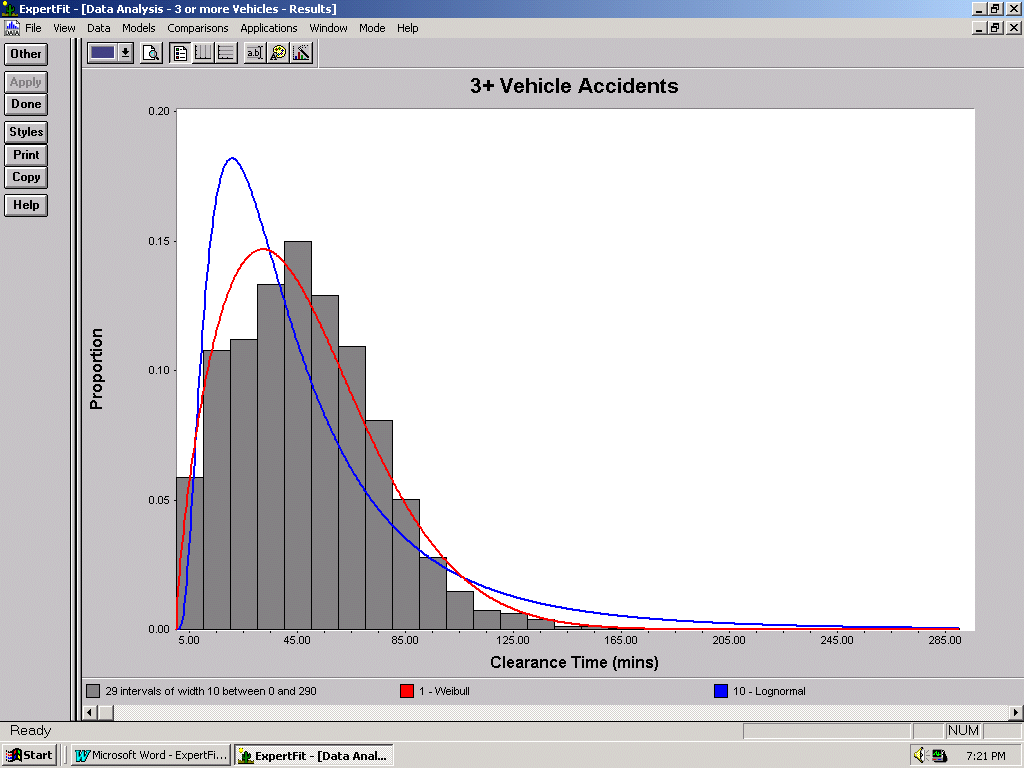 ExpertFit - [Data Analysis - 3 or more Vehicles - Results]
File View Data Models Comparisons Applications Window Mode Help
Other
Apply
Done
Styles
Print
Copy
Help
3+ Vehicle Accidents
0.20
0.15
0.10
0.05
0.00
Proportion
5.00 45.00 85.00 125.00 165.00 205.00 245.00 285.00
Clearance Time (mins)
29 intervals of width 10 between 0 and 290 1 - Weibull 10 - Lognormal
Ready NUM
Start Microsoft Word - ExpertFi... ExpertFit - [Data Anal... 7:21 PM